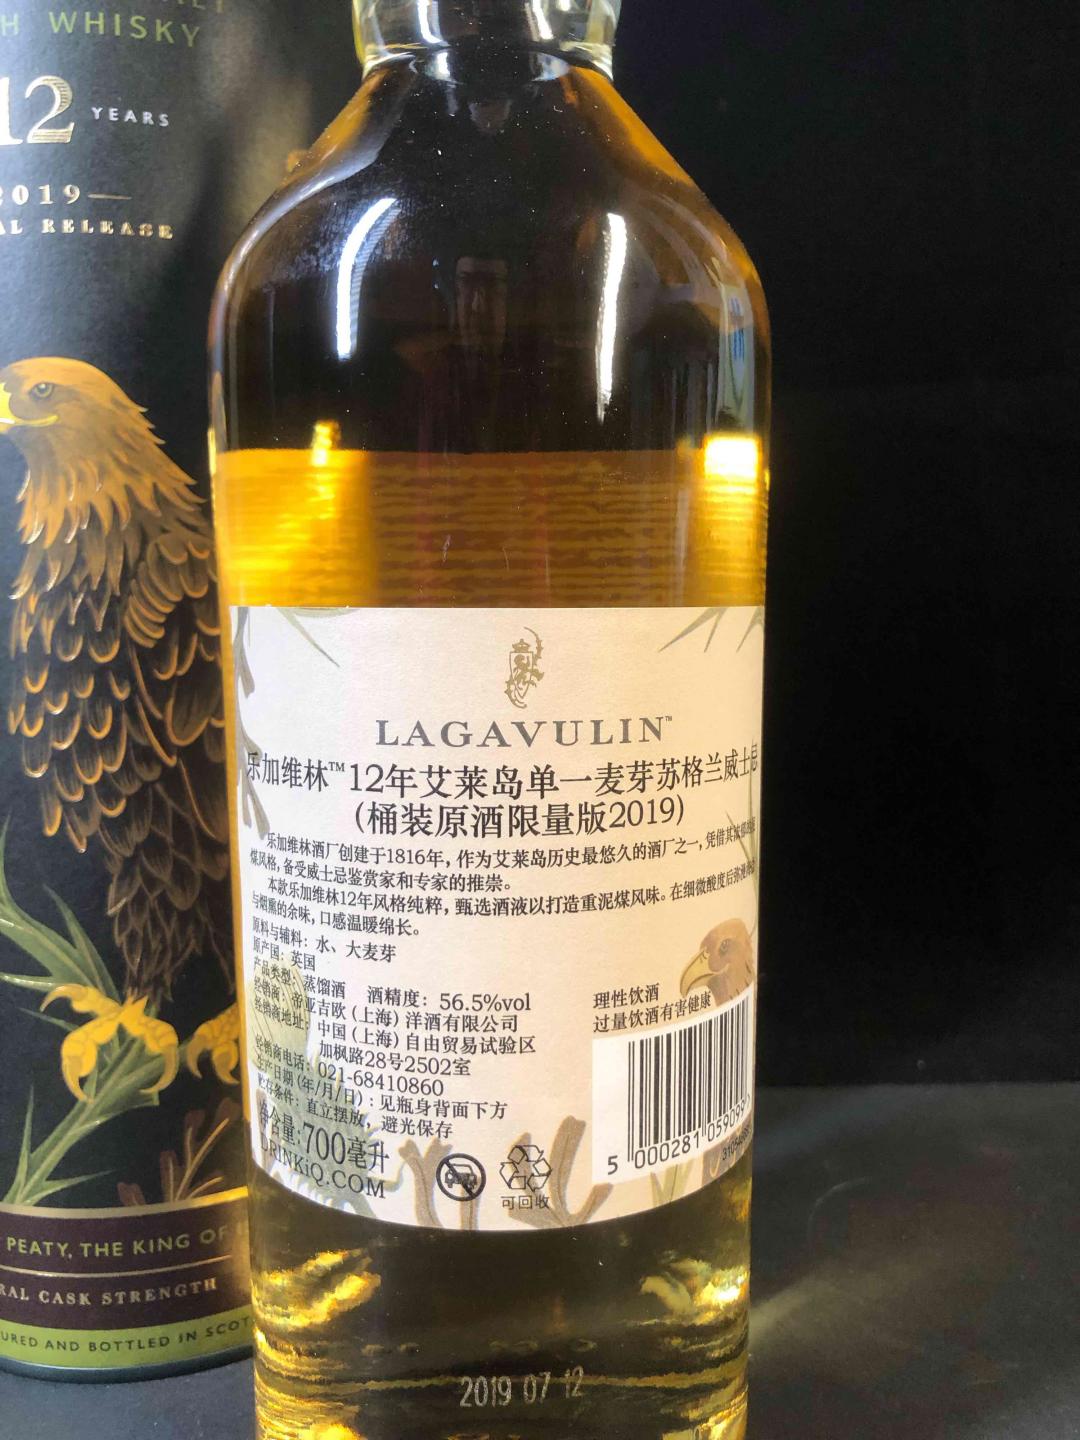 WHISKY
12 YEARS
2019
RELEASE
LAGAVULIN™
乐加维林™12年艾莱岛单一麦芽苏格兰威士忌
(桶装原酒限量版2019)
乐加维林酒厂创建于1816年，作为艾莱岛历史最悠久的酒厂之一，凭借其
煤风格，备受威士忌鉴赏家和专家的推崇。
本款乐加维林12年风格纯粹，甄选酒液以打造重泥煤风味。在细微酸度后
与烟熏的余味，口感温暖绵长。
原料与辅料：水、大麦芽
原产国：英国
产品类型：蒸馏酒 酒精度：56.5%vol
经销商：帝亚吉欧(上海)洋酒有限公司
经销商地址：中国(上海)自由贸易试验区
加枫路28号2502室
经销商电话：021-68410860
生产日期(年/月/日)：见瓶身背面下方
贮存条件：直立摆放，避光保存
净含量:700毫升
DRINKiQ.COM
理性饮酒
过量饮酒有害健康
5 000281 05909
可回收
PEATY, THE KING OF
CASK STRENGTH
AND BOTTLED IN
2019 07 12